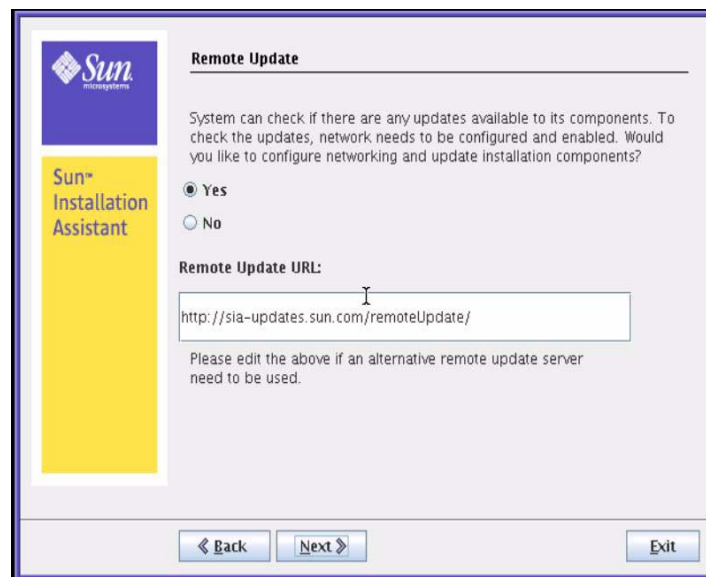 Sun
microsystems
Sun™
Installation
Assistant
Remote Update
System can check if there are any updates available to its components. To
check the updates, network needs to be configured and enabled. Would
you like to configure networking and update installation components?
Yes
No
Remote Update URL:
http://sia-updates.sun.com/remoteUpdate/
Please edit the above if an alternative remote update server
need to be used.
Back
Next
Exit